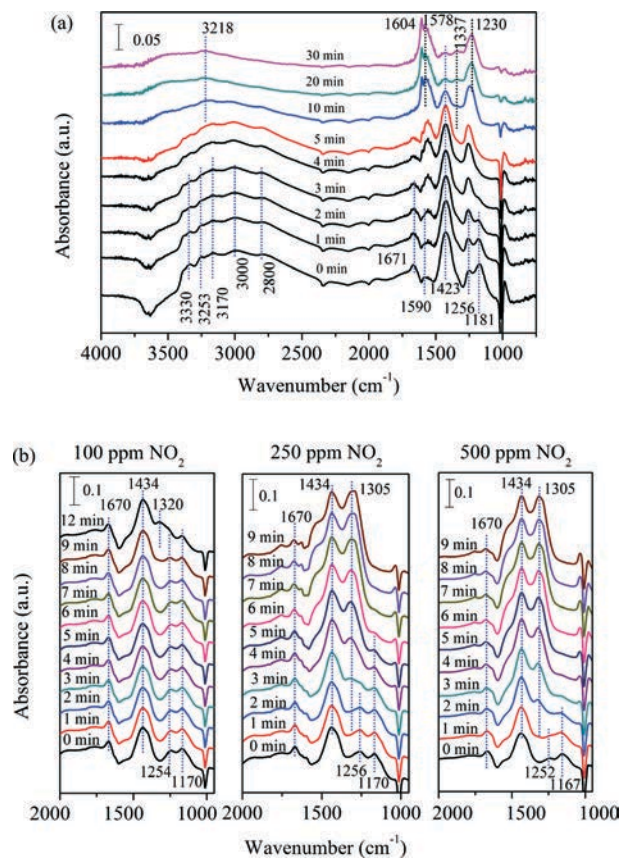 (a)
0.05
3218
1604
1578
1337
1230
30 min
20 min
10 min
5 min
4 min
3 min
2 min
1 min
0 min
3330
3253
3170
3000
2800
1671
1590
1423
1256
1181
Absorbance (a.u.)
4000 3500 3000 2500 2000 1500 1000
Wavenumber (cm⁻¹)
(b)
100 ppm NO₂
0.1
1434
1670 1320
12 min
9 min
8 min
7 min
6 min
5 min
4 min
3 min
2 min
1 min
0 min
1254
1170
2000 1500 1000
250 ppm NO₂
0.1
1434 1305
1670
9 min
8 min
7 min
6 min
5 min
4 min
3 min
2 min
1 min
0 min
1256
1170
2000 1500 1000
500 ppm NO₂
0.1
1434 1305
1670
9 min
8 min
7 min
6 min
5 min
4 min
3 min
2 min
1 min
0 min
1252
1167
2000 1500 1000
Absorbance (a.u.)
Wavenumber (cm⁻¹)